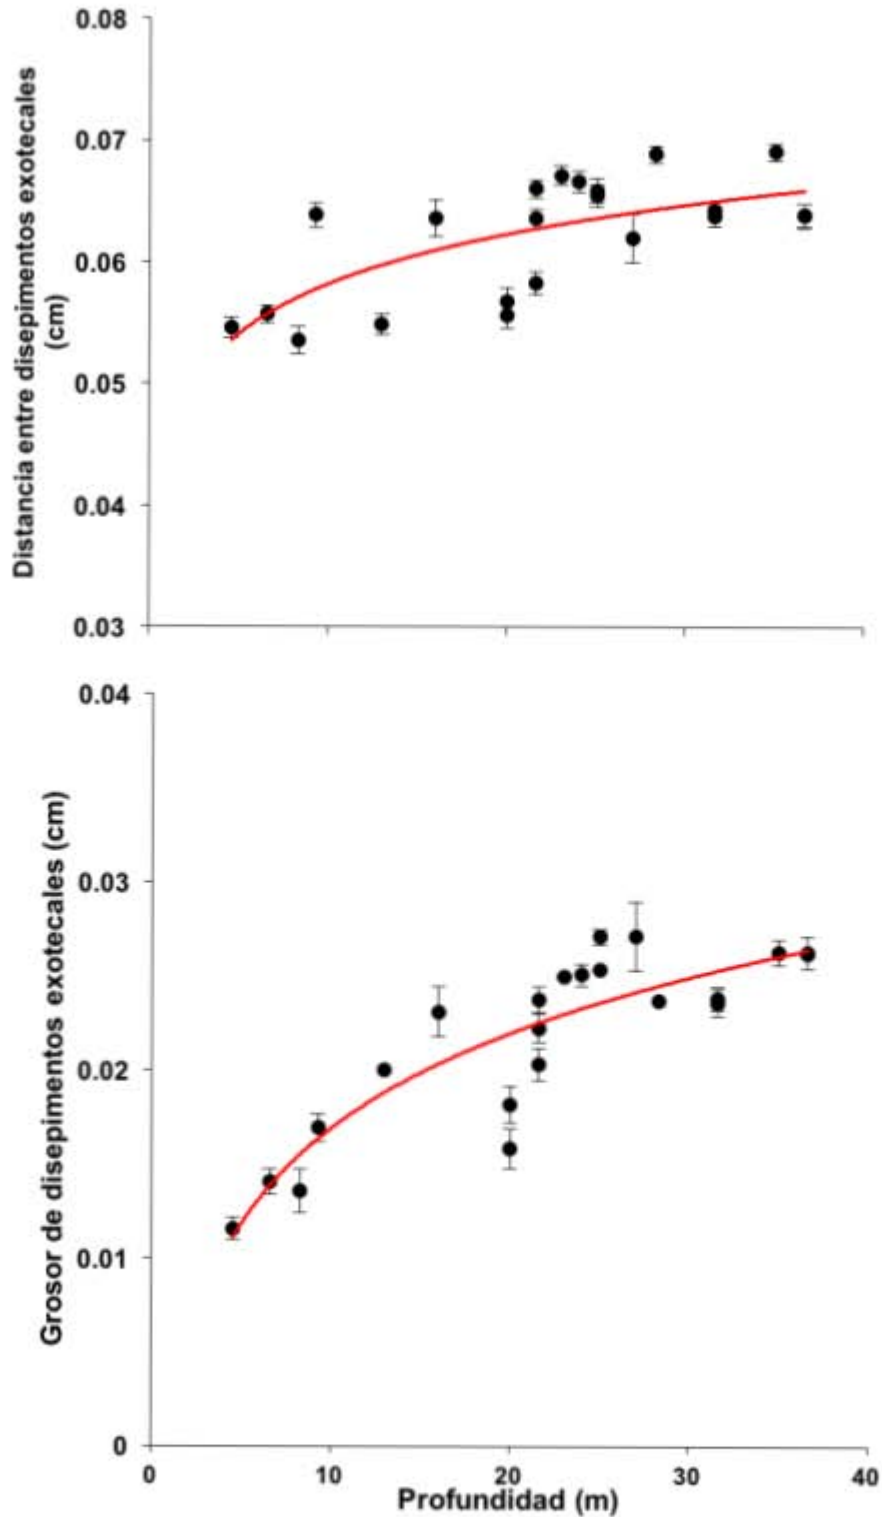 0.08
0.07
0.06
0.05
0.04
0.03
Distancia entre disepimentos exotecales
(cm)
0.04
0.03
0.02
0.01
0
Grosor de disepimentos exotecales (cm)
0 10 20 30 40
Profundidad (m)